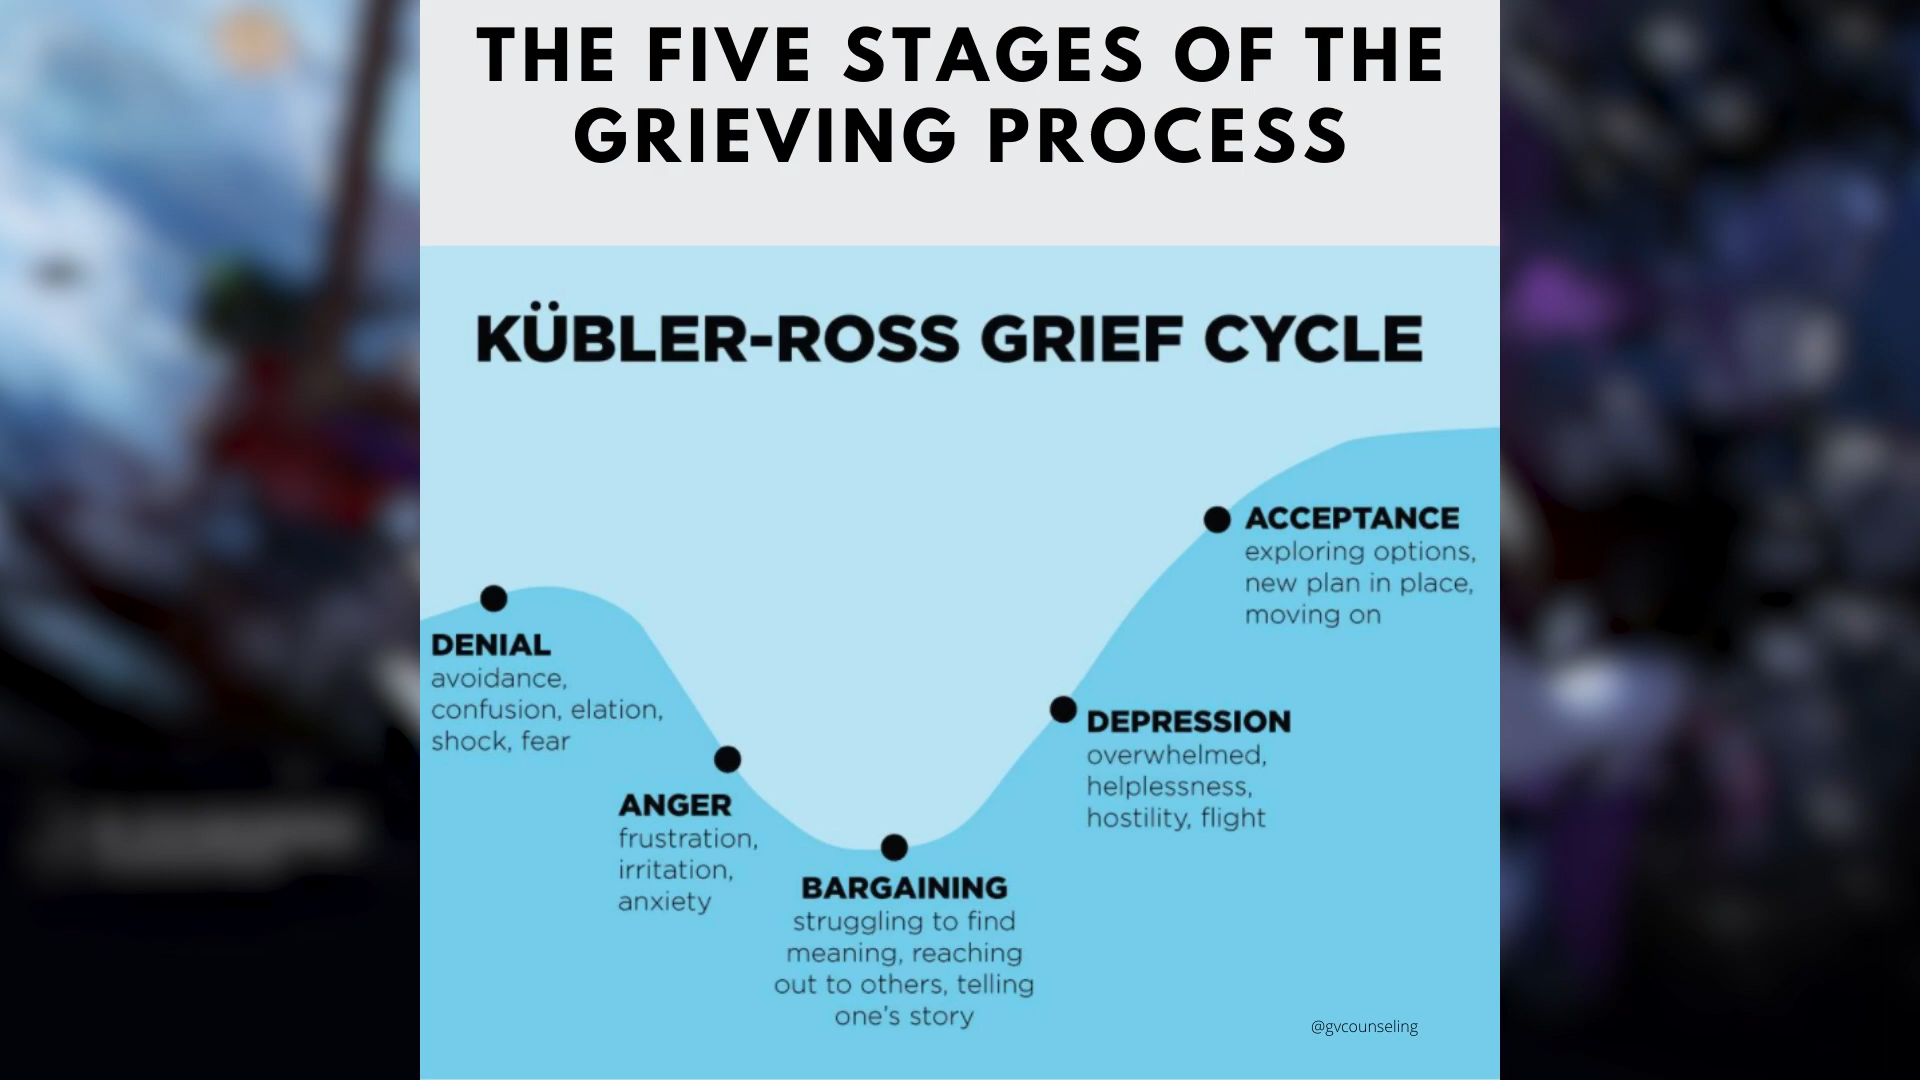 THE FIVE STAGES OF THE
GRIEVING PROCESS
KÜBLER-ROSS GRIEF CYCLE
DENIAL
avoidance,
confusion, elation,
shock, fear
ANGER
frustration,
irritation,
anxiety
BARGAINING
struggling to find
meaning, reaching
out to others, telling
one's story
DEPRESSION
overwhelmed,
helplessness,
hostility, flight
ACCEPTANCE
exploring options,
new plan in place,
moving on
@gvcounseling